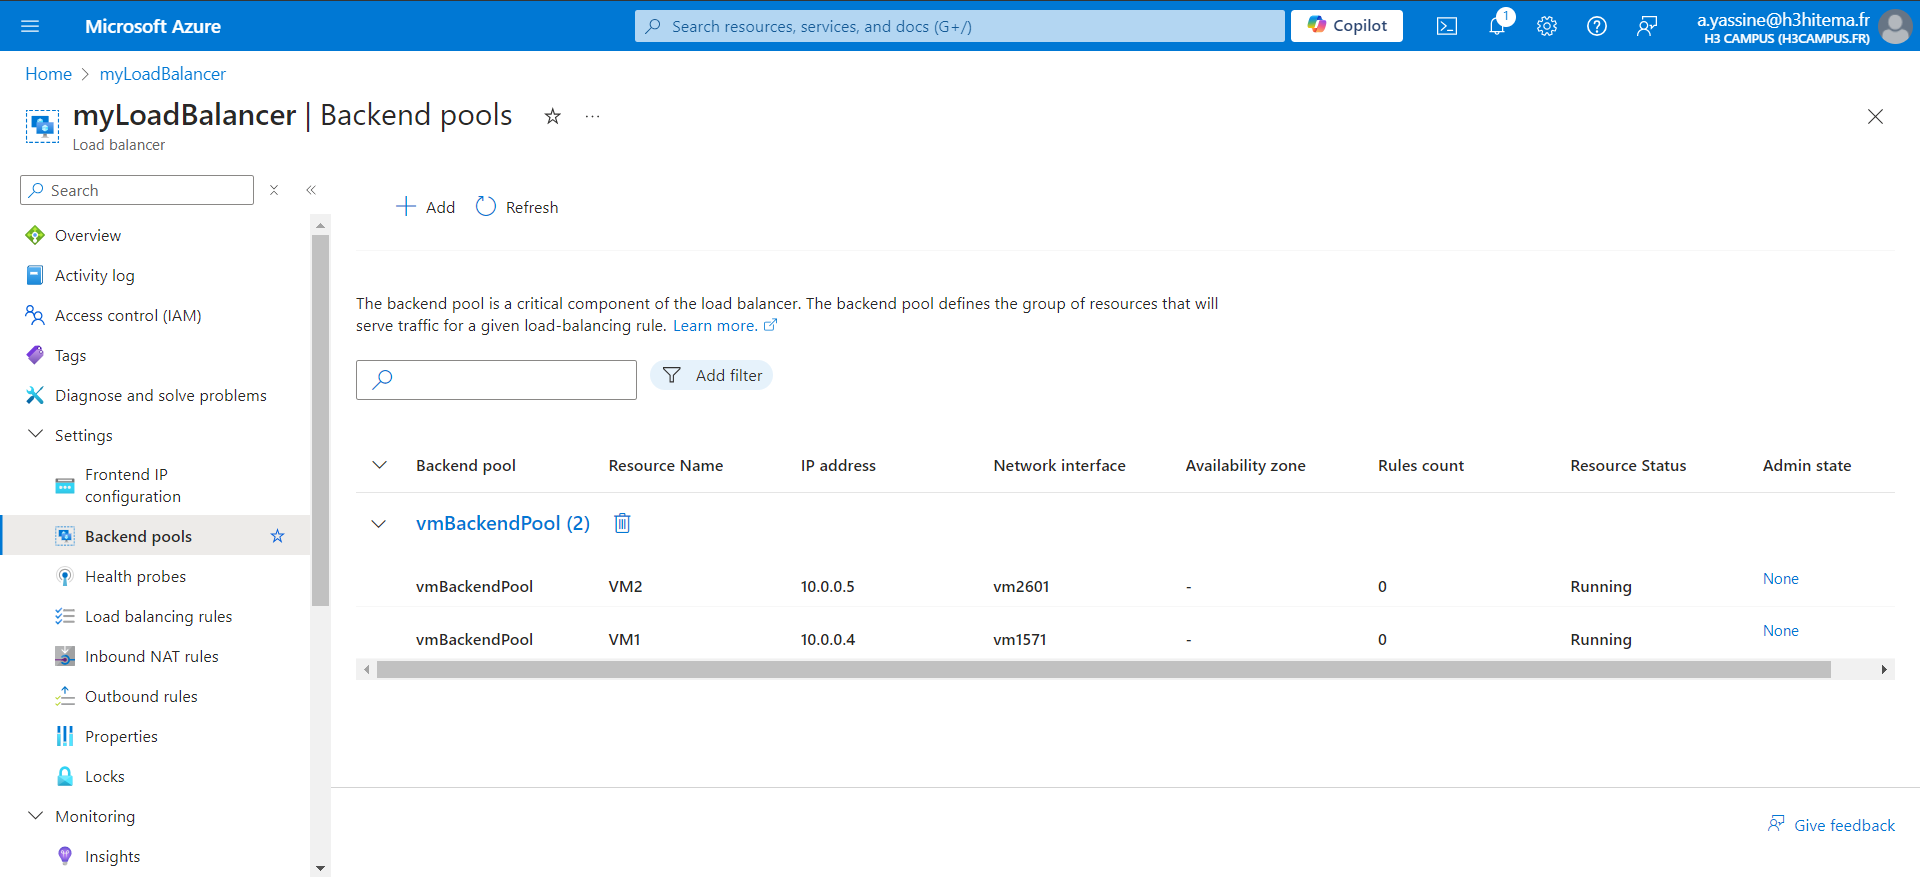 Microsoft Azure
Search resources, services, and docs (G+/)
Copilot
1
a.yassine@h3hitema.fr
H3 CAMPUS (H3CAMPUS.FR)
Home > myLoadBalancer
myLoadBalancer | Backend pools
Load balancer
Search
Overview
Activity log
Access control (IAM)
Tags
Diagnose and solve problems
Settings
Frontend IP
configuration
Backend pools
Health probes
Load balancing rules
Inbound NAT rules
Outbound rules
Properties
Locks
Monitoring
Insights
Add Refresh
The backend pool is a critical component of the load balancer. The backend pool defines the group of resources that will
serve traffic for a given load-balancing rule. Learn more.
Add filter
Backend pool Resource Name IP address Network interface Availability zone Rules count Resource Status Admin state
vmBackendPool (2)
vmBackendPool VM2 10.0.0.5 vm2601 - 0 Running None
vmBackendPool VM1 10.0.0.4 vm1571 - 0 Running None
Give feedback